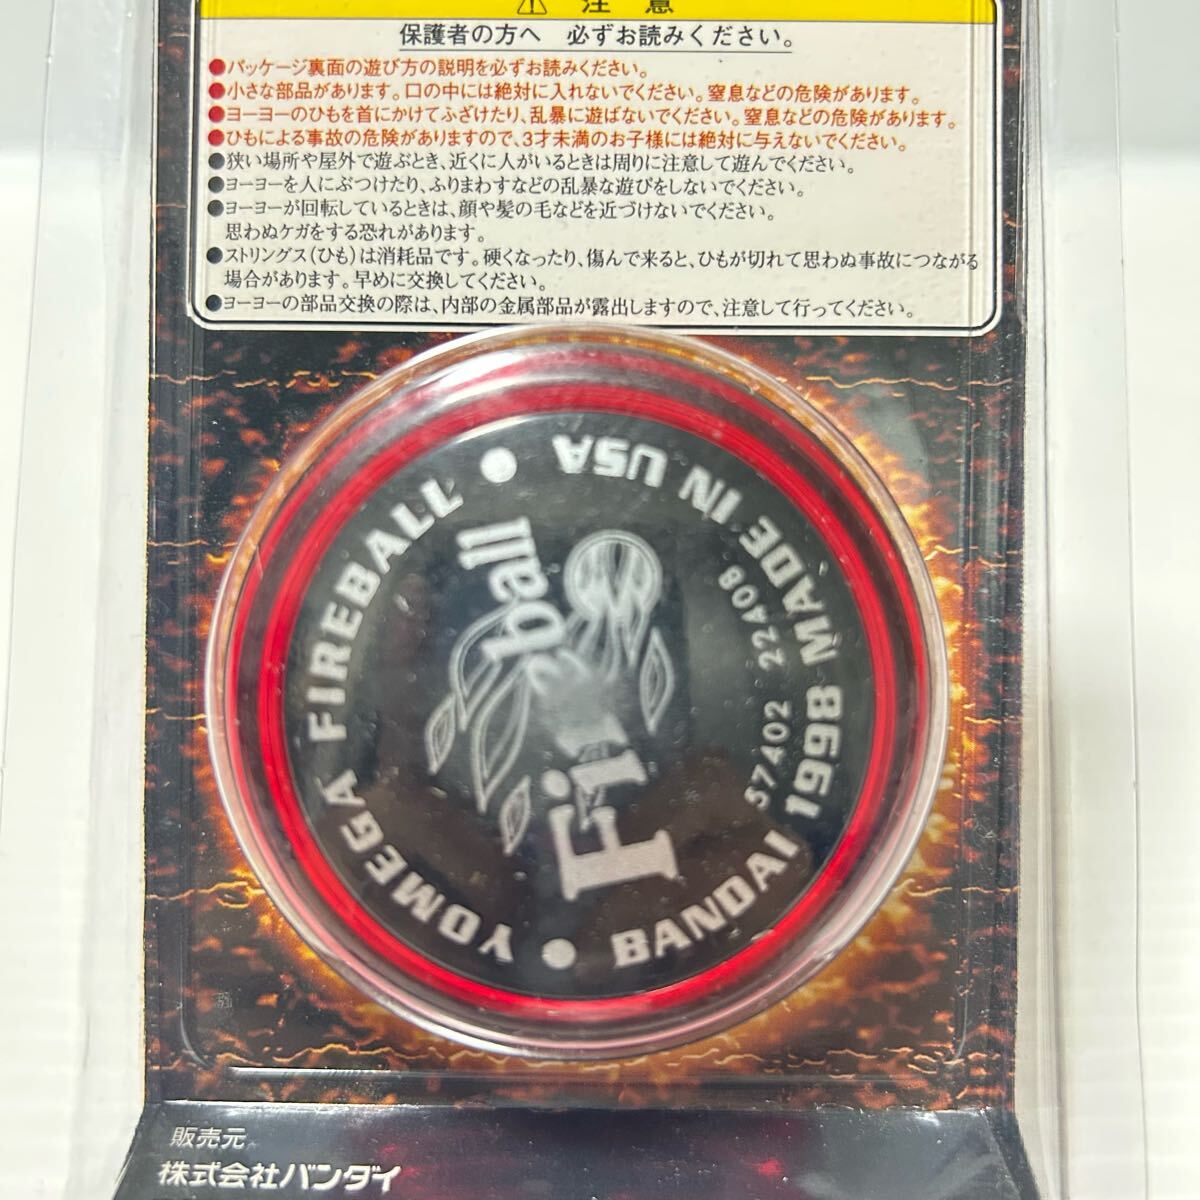 ⚠ 注 意
保護者の方へ 必ずお読みください。
●パッケージ裏面の遊び方の説明を必ずお読みください。
●小さな部品があります。口の中には絶対に入れないでください。窒息などの危険があります。
●ヨーヨーのひもを首にかけてふざけたり、乱暴に遊ばないでください。窒息などの危険があります。
●ひもによる事故の危険がありますので、3才未満のお子様には絶対に与えないでください。
●狭い場所や屋外で遊ぶとき、近くに人がいるときは周りに注意して遊んでください。
●ヨーヨーを人にぶつけたり、ふりまわすなどの乱暴な遊びをしないでください。
●ヨーヨーが回転しているときは、顔や髪の毛などを近づけないでください。
思わぬケガをする恐れがあります。
●ストリングス(ひも)は消耗品です。硬くなったり、傷んで来ると、ひもが切れて思わぬ事故につながる
場合があります。早めに交換してください。
●ヨーヨーの部品交換の際は、内部の金属部品が露出しますので、注意して行ってください。
YOMEGA FIREBALL
BANDAI 1998 MADE IN USA
57402 22408
ball
販売元
株式会社バンダイ